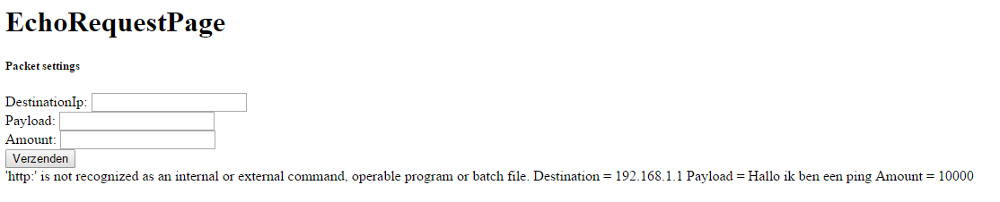 EchoRequestPage
Packet settings
DestinationIp:
Payload:
Amount:
Verzenden
'http:' is not recognized as an internal or external command, operable program or batch file. Destination = 192.168.1.1 Payload = Hallo ik ben een ping Amount = 10000